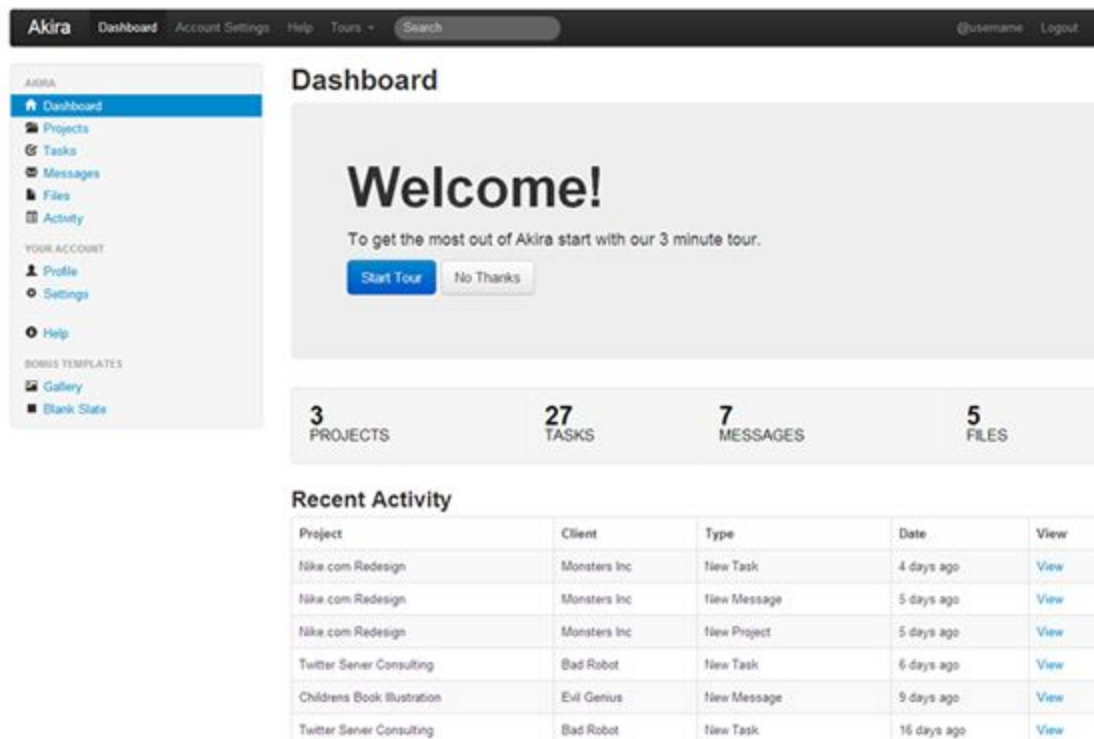 Akira Dashboard Account Settings Help Tours Search @username Logout
AKIRA
Dashboard
Projects
Tasks
Messages
Files
Activity
YOUR ACCOUNT
Profile
Settings
Help
BONUS TEMPLATES
Gallery
Blank Slate
Dashboard
Welcome!
To get the most out of Akira start with our 3 minute tour.
Start Tour No Thanks
3 27 7 5
PROJECTS TASKS MESSAGES FILES
Recent Activity
Project Client Type Date View
Nike.com Redesign Monsters Inc New Task 4 days ago View
Nike.com Redesign Monsters Inc New Message 5 days ago View
Nike.com Redesign Monsters Inc New Project 5 days ago View
Twitter Server Consulting Bad Robot New Task 6 days ago View
Childrens Book Illustration Evil Genius New Message 9 days ago View
Twitter Server Consulting Bad Robot New Task 16 days ago View